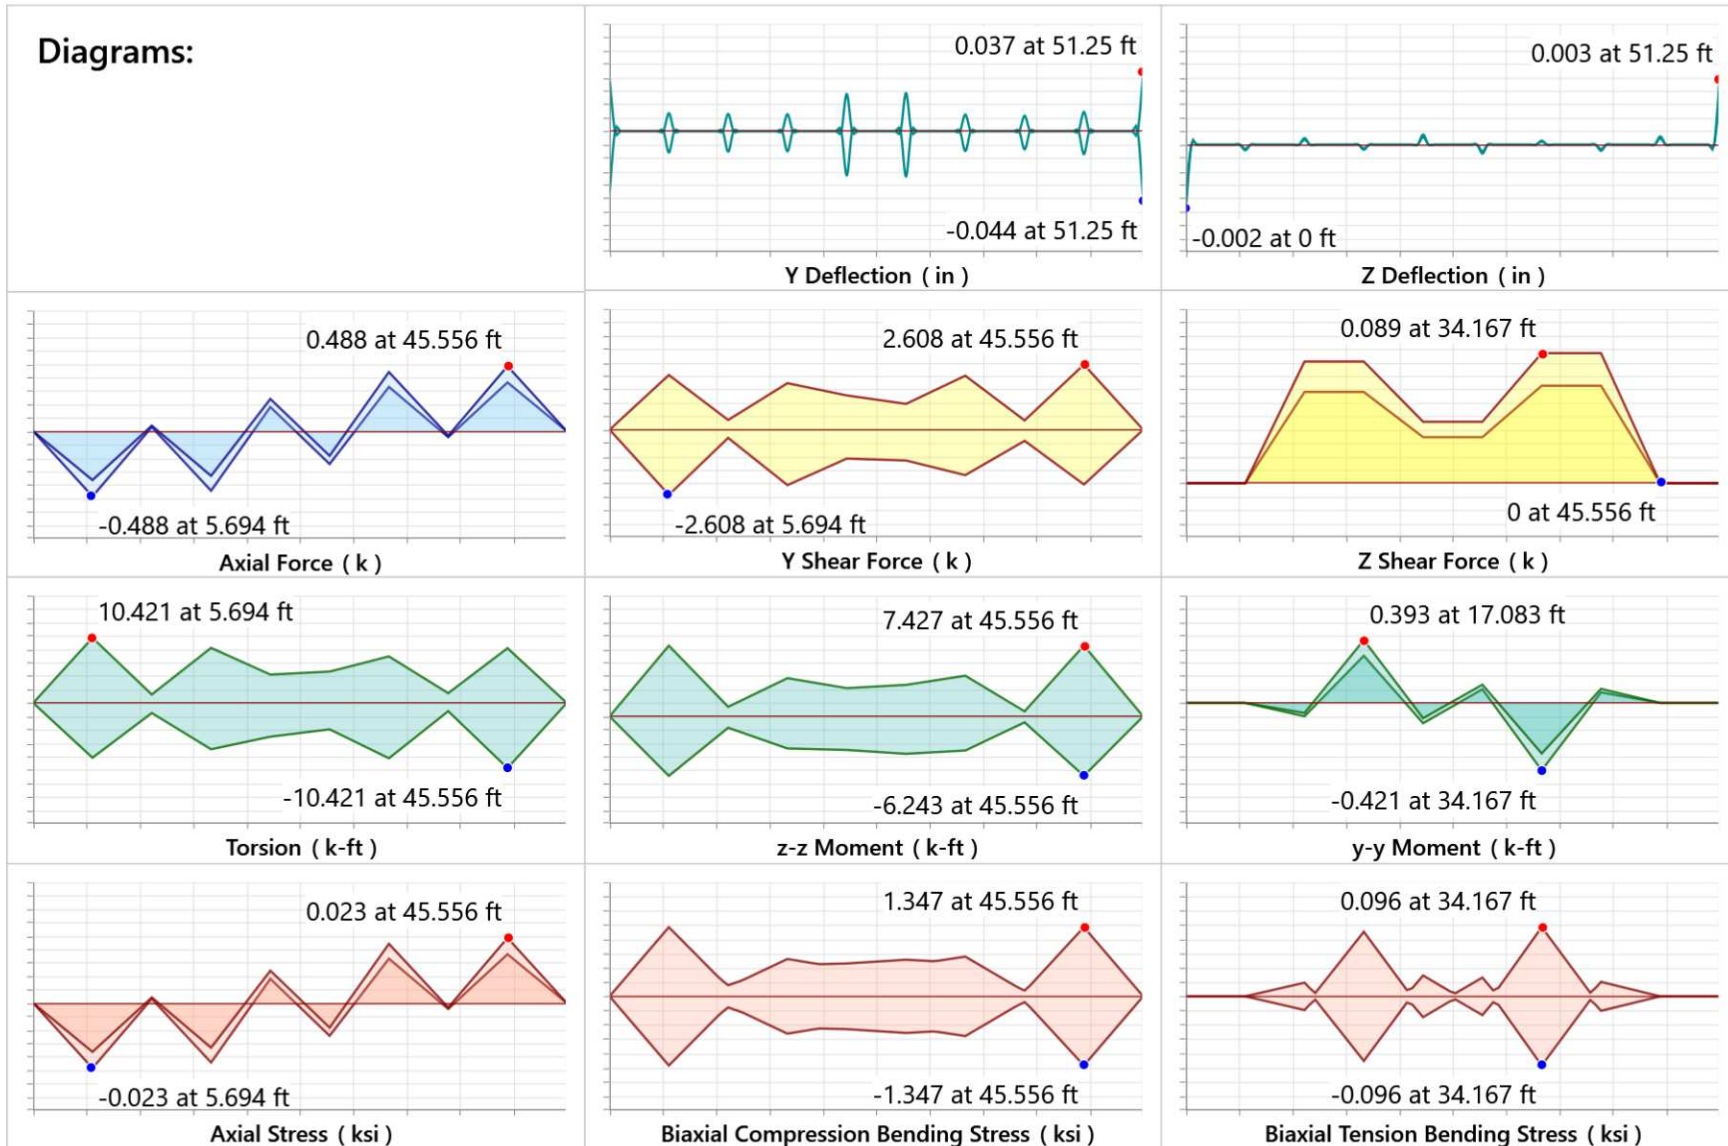 Diagrams:
0.037 at 51.25 ft
-0.044 at 51.25 ft
Y Deflection ( in )
0.003 at 51.25 ft
-0.002 at 0 ft
Z Deflection ( in )
0.488 at 45.556 ft
-0.488 at 5.694 ft
Axial Force ( k )
2.608 at 45.556 ft
-2.608 at 5.694 ft
Y Shear Force ( k )
0.089 at 34.167 ft
0 at 45.556 ft
Z Shear Force ( k )
10.421 at 5.694 ft
-10.421 at 45.556 ft
Torsion ( k-ft )
7.427 at 45.556 ft
-6.243 at 45.556 ft
z-z Moment ( k-ft )
0.393 at 17.083 ft
-0.421 at 34.167 ft
y-y Moment ( k-ft )
0.023 at 45.556 ft
-0.023 at 5.694 ft
Axial Stress ( ksi )
1.347 at 45.556 ft
-1.347 at 45.556 ft
Biaxial Compression Bending Stress ( ksi )
0.096 at 34.167 ft
-0.096 at 34.167 ft
Biaxial Tension Bending Stress ( ksi )